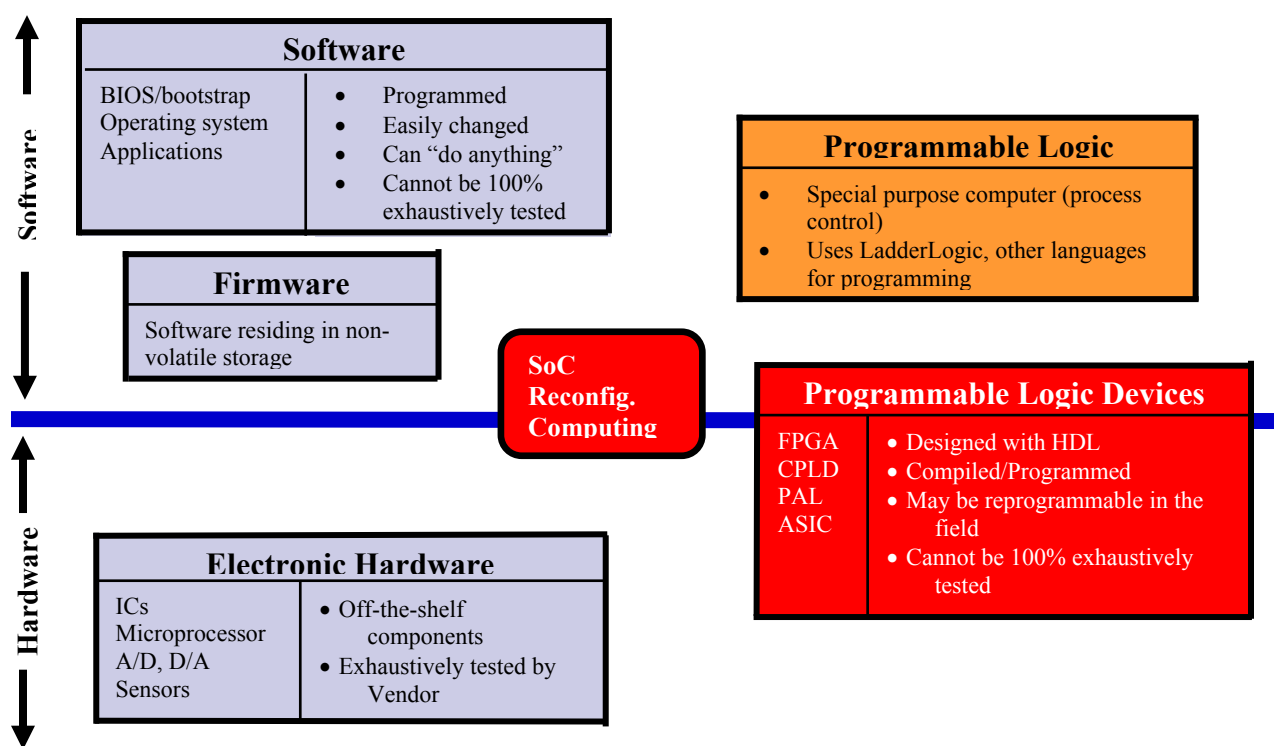 Software
Software
BIOS/bootstrap
Operating system
Applications
• Programmed
• Easily changed
• Can “do anything”
• Cannot be 100%
exhaustively tested
Programmable Logic
• Special purpose computer (process
control)
• Uses LadderLogic, other languages
for programming
Firmware
Software residing in non-
volatile storage
SoC
Reconfig.
Computing
Programmable Logic Devices
FPGA
CPLD
PAL
ASIC
• Designed with HDL
• Compiled/Programmed
• May be reprogrammable in the
field
• Cannot be 100% exhaustively
tested
Hardware
Electronic Hardware
ICs
Microprocessor
A/D, D/A
Sensors
• Off-the-shelf
components
• Exhaustively tested by
Vendor